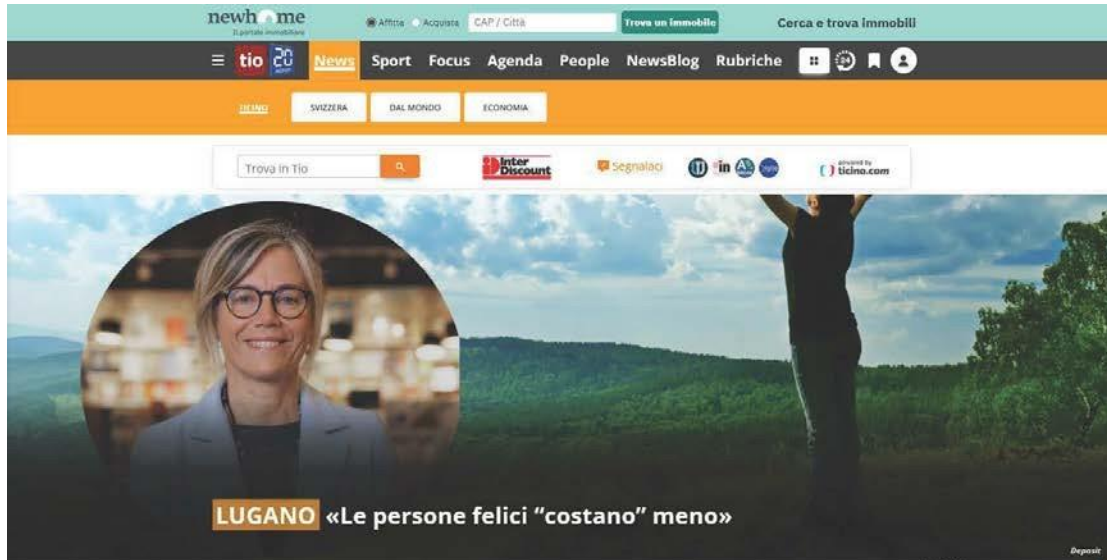 newhome
Il portale immobiliare
Affitta Acquista CAP / Città Trova un immobile Cerca e trova immobili
tio 20 News Sport Focus Agenda People NewsBlog Rubriche 24
TICINO SVIZZERA DAL MONDO ECONOMIA
Trova in Tio Inter Discount Segnalaci in powered by ticino.com
LUGANO «Le persone felici “costano” meno»
Deposit